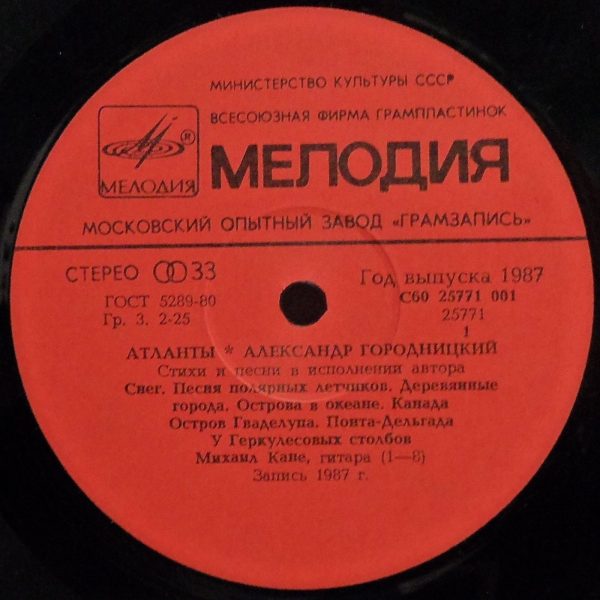 МИНИСТЕРСТВО КУЛЬТУРЫ СССР
ВСЕСОЮЗНАЯ ФИРМА ГРАМПЛАСТИНОК
®
МЕЛОДИЯ
МЕЛОДИЯ
МОСКОВСКИЙ ОПЫТНЫЙ ЗАВОД «ГРАМЗАПИСЬ»
СТЕРЕО 33
Год выпуска 1987
ГОСТ 5289-80
С60 25771 001
Гр. 3. 2-25
25771
1
АТЛАНТЫ * АЛЕКСАНДР ГОРОДНИЦКИЙ
Стихи и песни в исполнении автора
Снег. Песня полярных летчиков. Деревянные
города. Острова в океане. Канада
Остров Гваделупа. Понта-Дельгада
У Геркулесовых столбов
Михаил Кане, гитара (1—8)
Запись 1987 г.